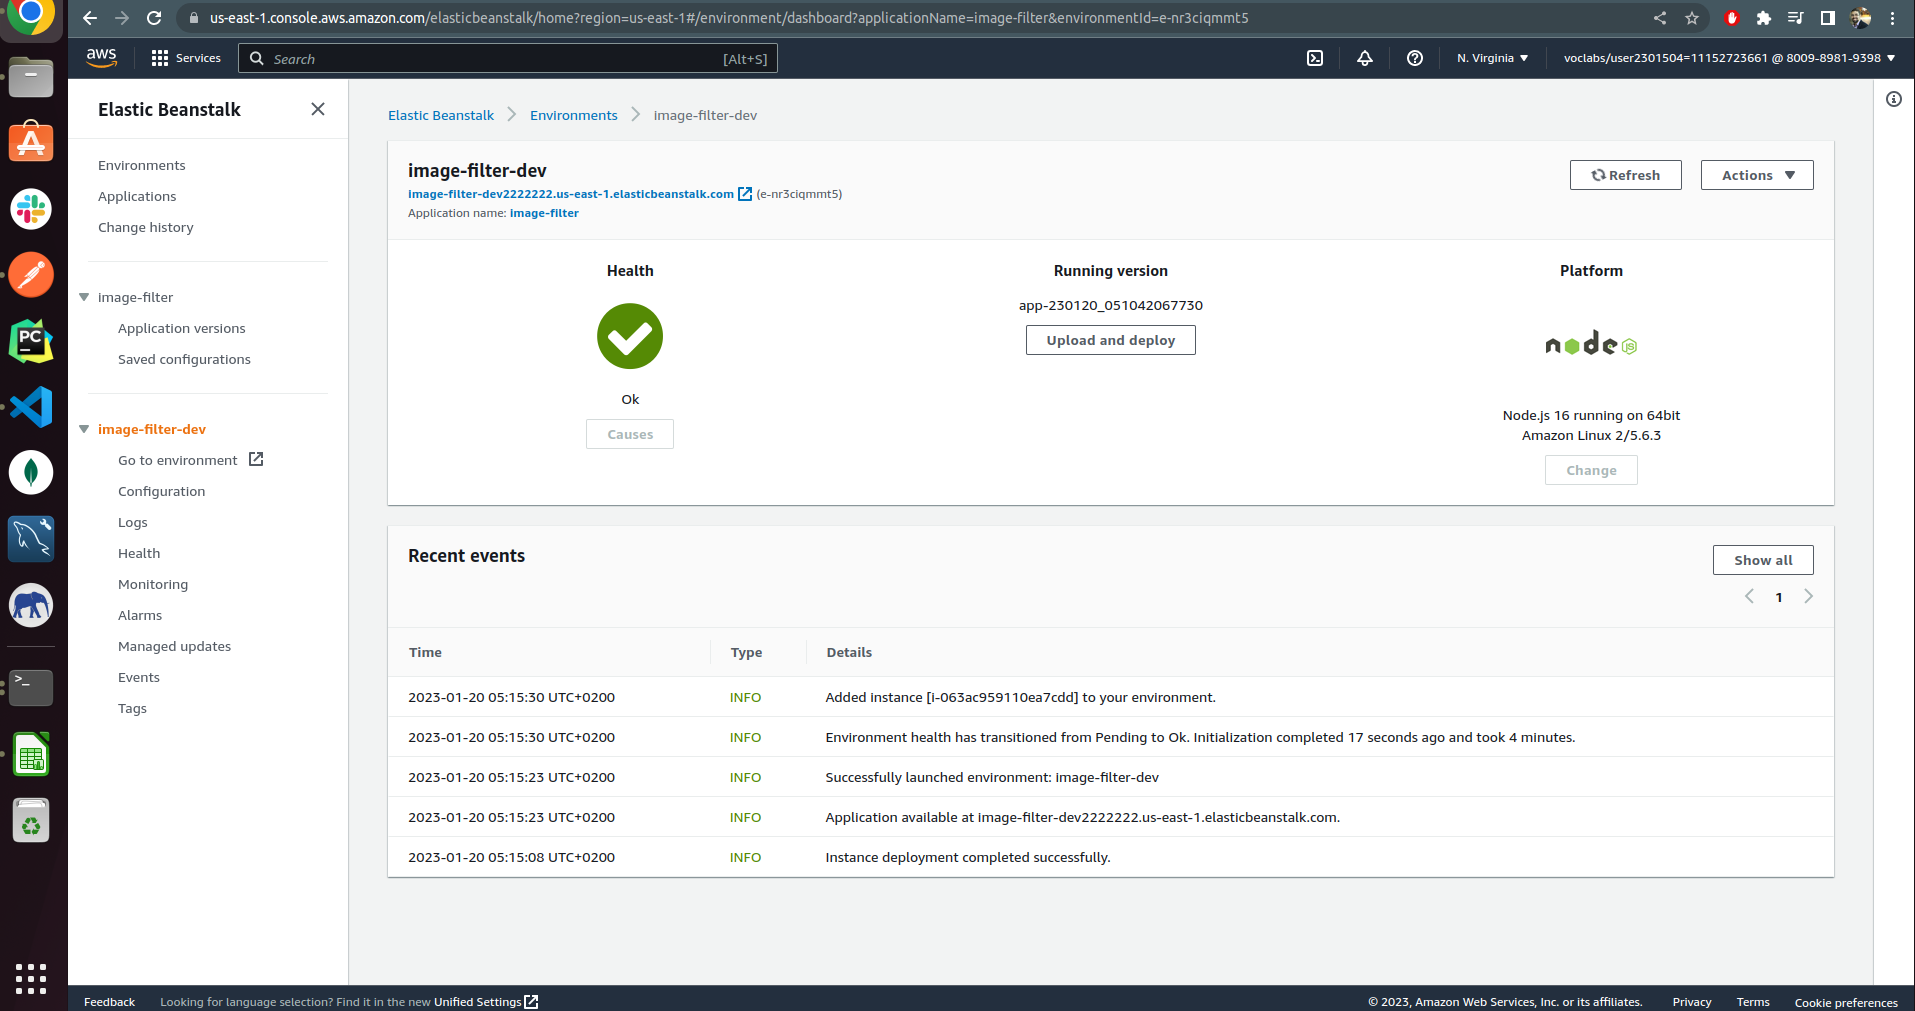 us-east-1.console.aws.amazon.com/elasticbeanstalk/home?region=us-east-1#/environment/dashboard?applicationName=image-filter&environmentId=e-nr3ciqmmt5
aws
Services
Search
[Alt+S]
N. Virginia
voclabs/user2301504=11152723661 @ 8009-8981-9398
Elastic Beanstalk
Environments
Applications
Change history
image-filter
Application versions
Saved configurations
image-filter-dev
Go to environment
Configuration
Logs
Health
Monitoring
Alarms
Managed updates
Events
Tags
Elastic Beanstalk
Environments
image-filter-dev
image-filter-dev
image-filter-dev2222222.us-east-1.elasticbeanstalk.com (e-nr3ciqmmt5)
Application name: image-filter
Refresh
Actions
Health
Ok
Causes
Running version
app-230120_051042067730
Upload and deploy
Platform
node JS
Node.js 16 running on 64bit
Amazon Linux 2/5.6.3
Change
Recent events
Show all
1
Time Type Details
2023-01-20 05:15:30 UTC+0200 INFO Added instance [i-063ac959110ea7cdd] to your environment.
2023-01-20 05:15:30 UTC+0200 INFO Environment health has transitioned from Pending to Ok. Initialization completed 17 seconds ago and took 4 minutes.
2023-01-20 05:15:23 UTC+0200 INFO Successfully launched environment: image-filter-dev
2023-01-20 05:15:23 UTC+0200 INFO Application available at image-filter-dev2222222.us-east-1.elasticbeanstalk.com.
2023-01-20 05:15:08 UTC+0200 INFO Instance deployment completed successfully.
PC
>_
Feedback
Looking for language selection? Find it in the new Unified Settings
© 2023, Amazon Web Services, Inc. or its affiliates.
Privacy
Terms
Cookie preferences